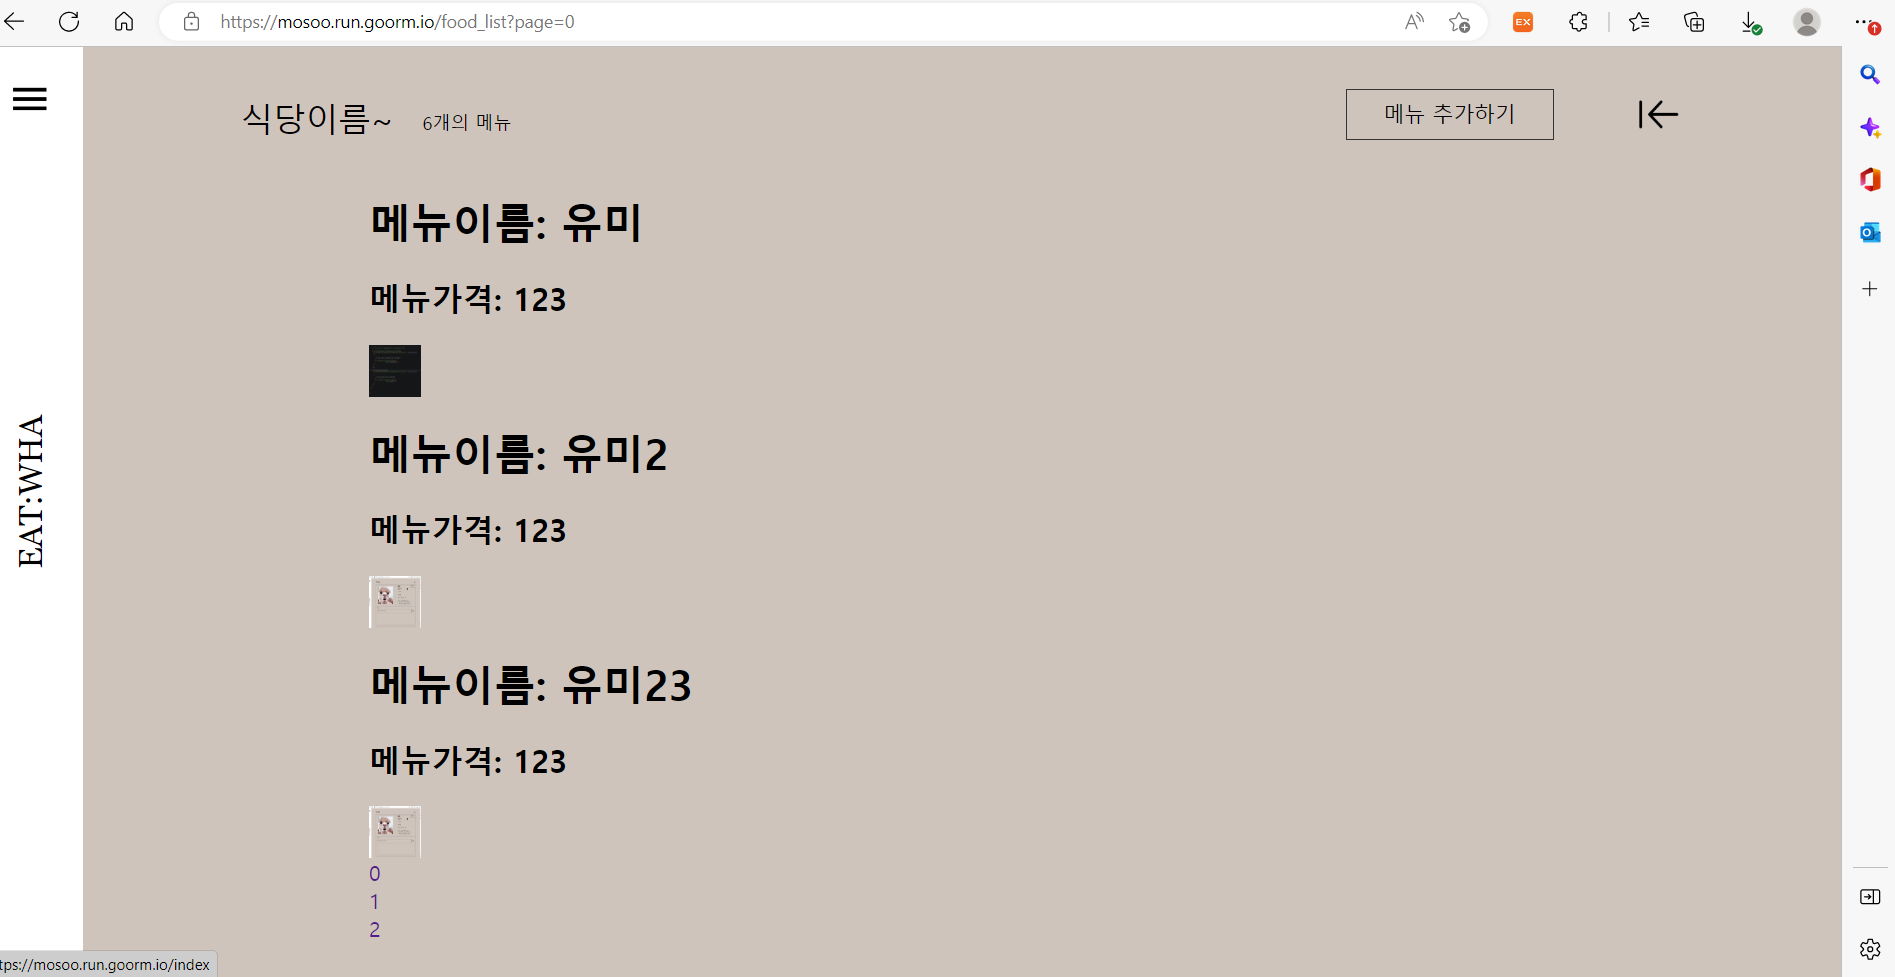 https://mosoo.run.goorm.io/food_list?page=0
식당이름~ 6개의 메뉴
메뉴 추가하기
EAT:WHA
메뉴이름: 유미
메뉴가격: 123
메뉴이름: 유미2
메뉴가격: 123
메뉴이름: 유미23
메뉴가격: 123
0
1
2
tps://mosoo.run.goorm.io/index